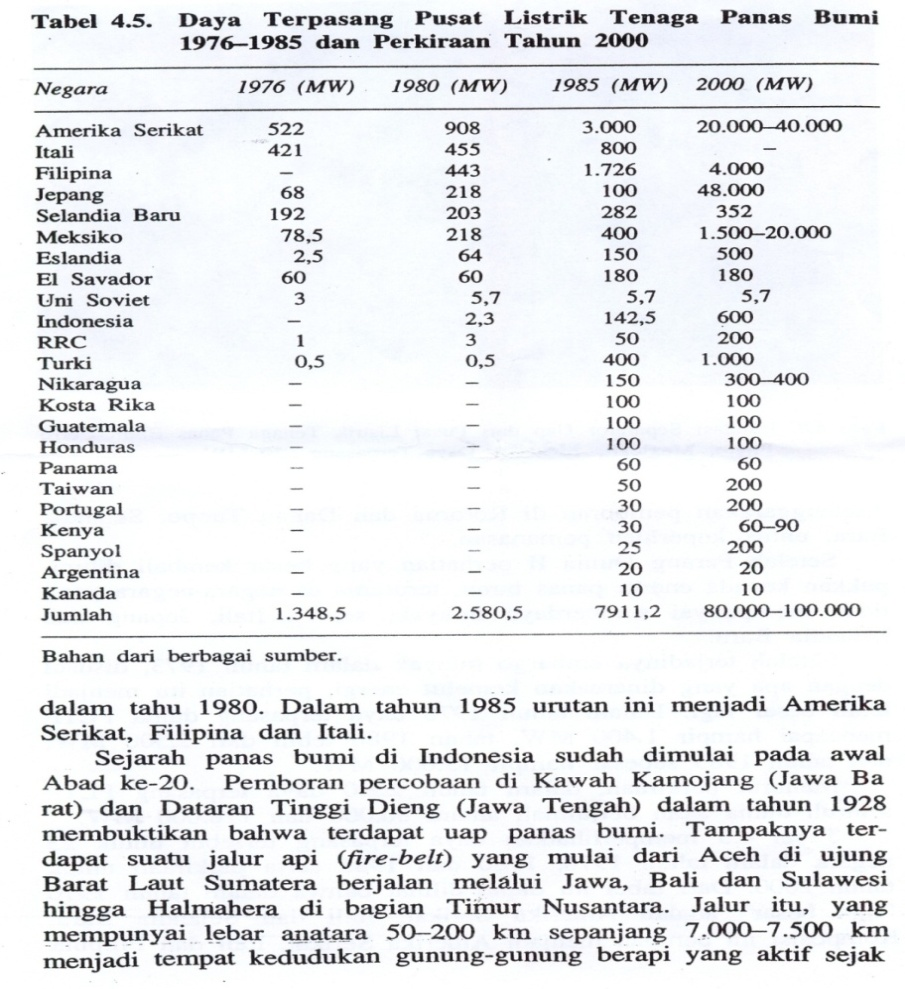 Tabel 4.5. Daya Terpasang Pusat Listrik Tenaga Panas Bumi
1976–1985 dan Perkiraan Tahun 2000
Negara 1976 (MW) 1980 (MW) 1985 (MW) 2000 (MW)
Amerika Serikat 522 908 3.000 20.000–40.000
Itali 421 455 800 –
Filipina – 443 1.726 4.000
Jepang 68 218 100 48.000
Selandia Baru 192 203 282 352
Meksiko 78,5 218 400 1.500–20.000
Eslandia 2,5 64 150 500
El Savador 60 60 180 180
Uni Soviet 3 5,7 5,7 5,7
Indonesia – 2,3 142,5 600
RRC 1 3 50 200
Turki 0,5 0,5 400 1.000
Nikaragua – – 150 300–400
Kosta Rika – – 100 100
Guatemala – – 100 100
Honduras – – 100 100
Panama – – 60 60
Taiwan – – 50 200
Portugal – – 30 200
Kenya – – 30 60–90
Spanyol – – 25 200
Argentina – – 20 20
Kanada – – 10 10
Jumlah 1.348,5 2.580,5 7911,2 80.000–100.000
Bahan dari berbagai sumber.
dalam tahu 1980. Dalam tahun 1985 urutan ini menjadi Amerika
Serikat, Filipina dan Itali.
Sejarah panas bumi di Indonesia sudah dimulai pada awal
Abad ke-20. Pemboran percobaan di Kawah Kamojang (Jawa Ba
rat) dan Dataran Tinggi Dieng (Jawa Tengah) dalam tahun 1928
membuktikan bahwa terdapat uap panas bumi. Tampaknya ter-
dapat suatu jalur api (fire-belt) yang mulai dari Aceh di ujung
Barat Laut Sumatera berjalan melalui Jawa, Bali dan Sulawesi
hingga Halmahera di bagian Timur Nusantara. Jalur itu, yang
mempunyai lebar anatara 50–200 km sepanjang 7.000–7.500 km
menjadi tempat kedudukan gunung-gunung berapi yang aktif sejak